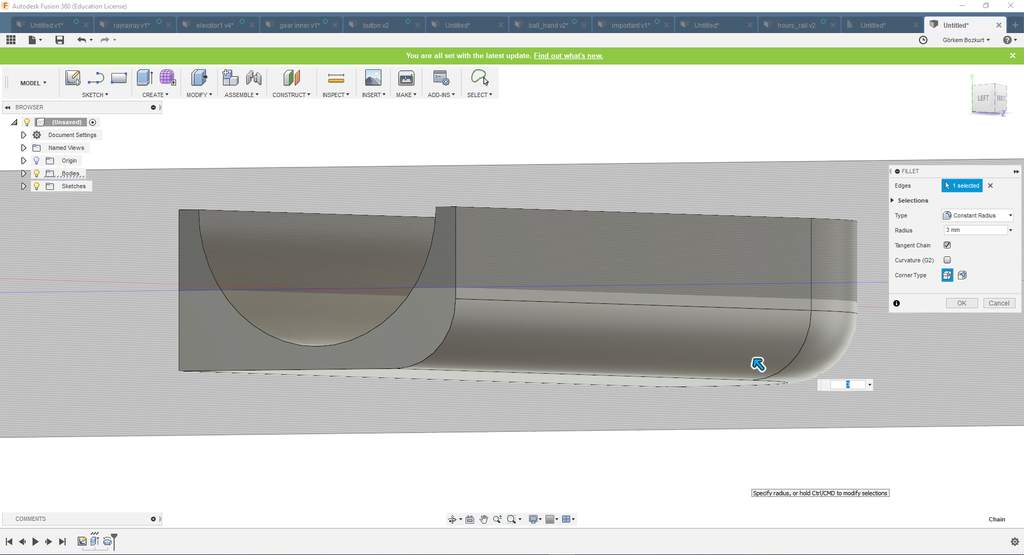 Autodesk Fusion 360 (Education License)
Untitled v1* rayrayray v1* elevator1 v4* gear inner v1* button v2 Untitled* ball_hand v2* important v1* Untitled* hours_rail v2 Untitled* Untitled*
Görkem Bozkurt
You are all set with the latest update. Find out what's new.
MODEL
SKETCH CREATE MODIFY ASSEMBLE CONSTRUCT INSPECT INSERT MAKE ADD-INS SELECT
BROWSER
(Unsaved)
Document Settings
Named Views
Origin
Bodies
Sketches
Y
LEFT
Z
FILLET
Edges 1 selected
Selections
Type Constant Radius
Radius 3 mm
Tangent Chain
Curvature (G2)
Corner Type
OK Cancel
3
Specify radius, or hold Ctrl/CMD to modify selections
COMMENTS
Chain